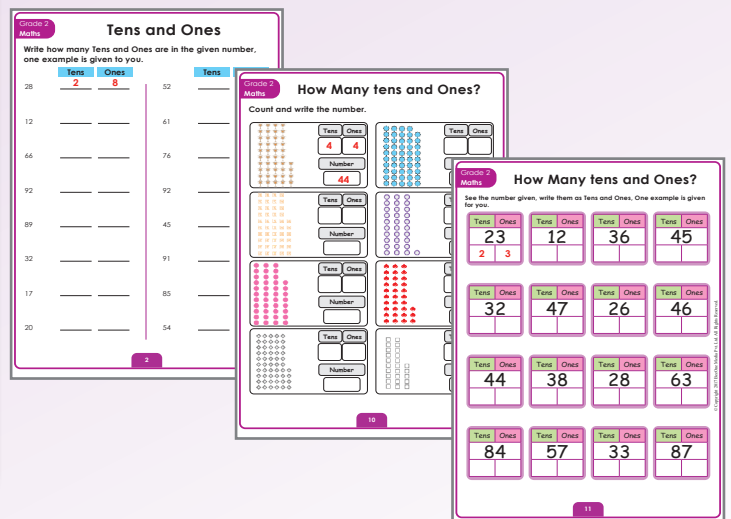 Grade 2
Maths
Tens and Ones
Write how many Tens and Ones are in the given number,
one example is given to you.
Tens Ones Tens
28 2 8 52
12 61
66 76
92 92
89 45
32 91
17 85
20 54
2
Grade 2
Maths
How Many tens and Ones?
Count and write the number.
Tens Ones Tens Ones
4 4
Number
44
Tens Ones
Number
Tens Ones
Number
Tens Ones
Number
10
Grade 2
Maths
How Many tens and Ones?
See the number given, write them as Tens and Ones, One example is given
for you.
Tens Ones Tens Ones Tens Ones Tens Ones
23 12 36 45
2 3
Tens Ones Tens Ones Tens Ones Tens Ones
32 47 26 46
Tens Ones Tens Ones Tens Ones Tens Ones
44 38 28 63
Tens Ones Tens Ones Tens Ones Tens Ones
84 57 33 87
11